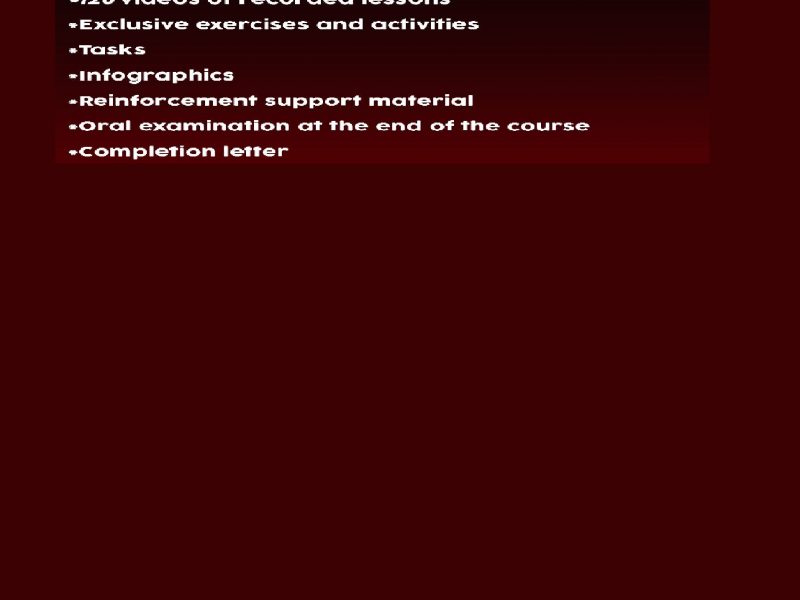 videos of recorded lessons
*Exclusive exercises and activities
*Tasks
*Infographics
*Reinforcement support material
*Oral examination at the end of the course
*Completion letter